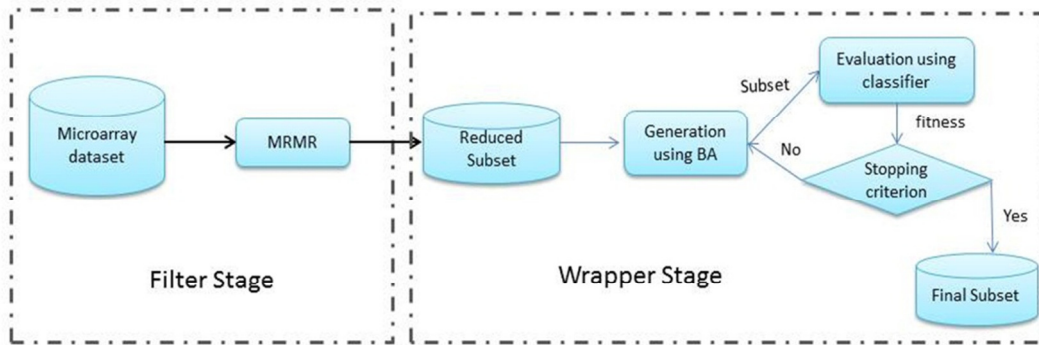 Microarray
dataset
MRMR
Filter Stage
Reduced
Subset
Generation
using BA
Subset
Evaluation using
classifier
fitness
No
Stopping
criterion
Yes
Final Subset
Wrapper Stage